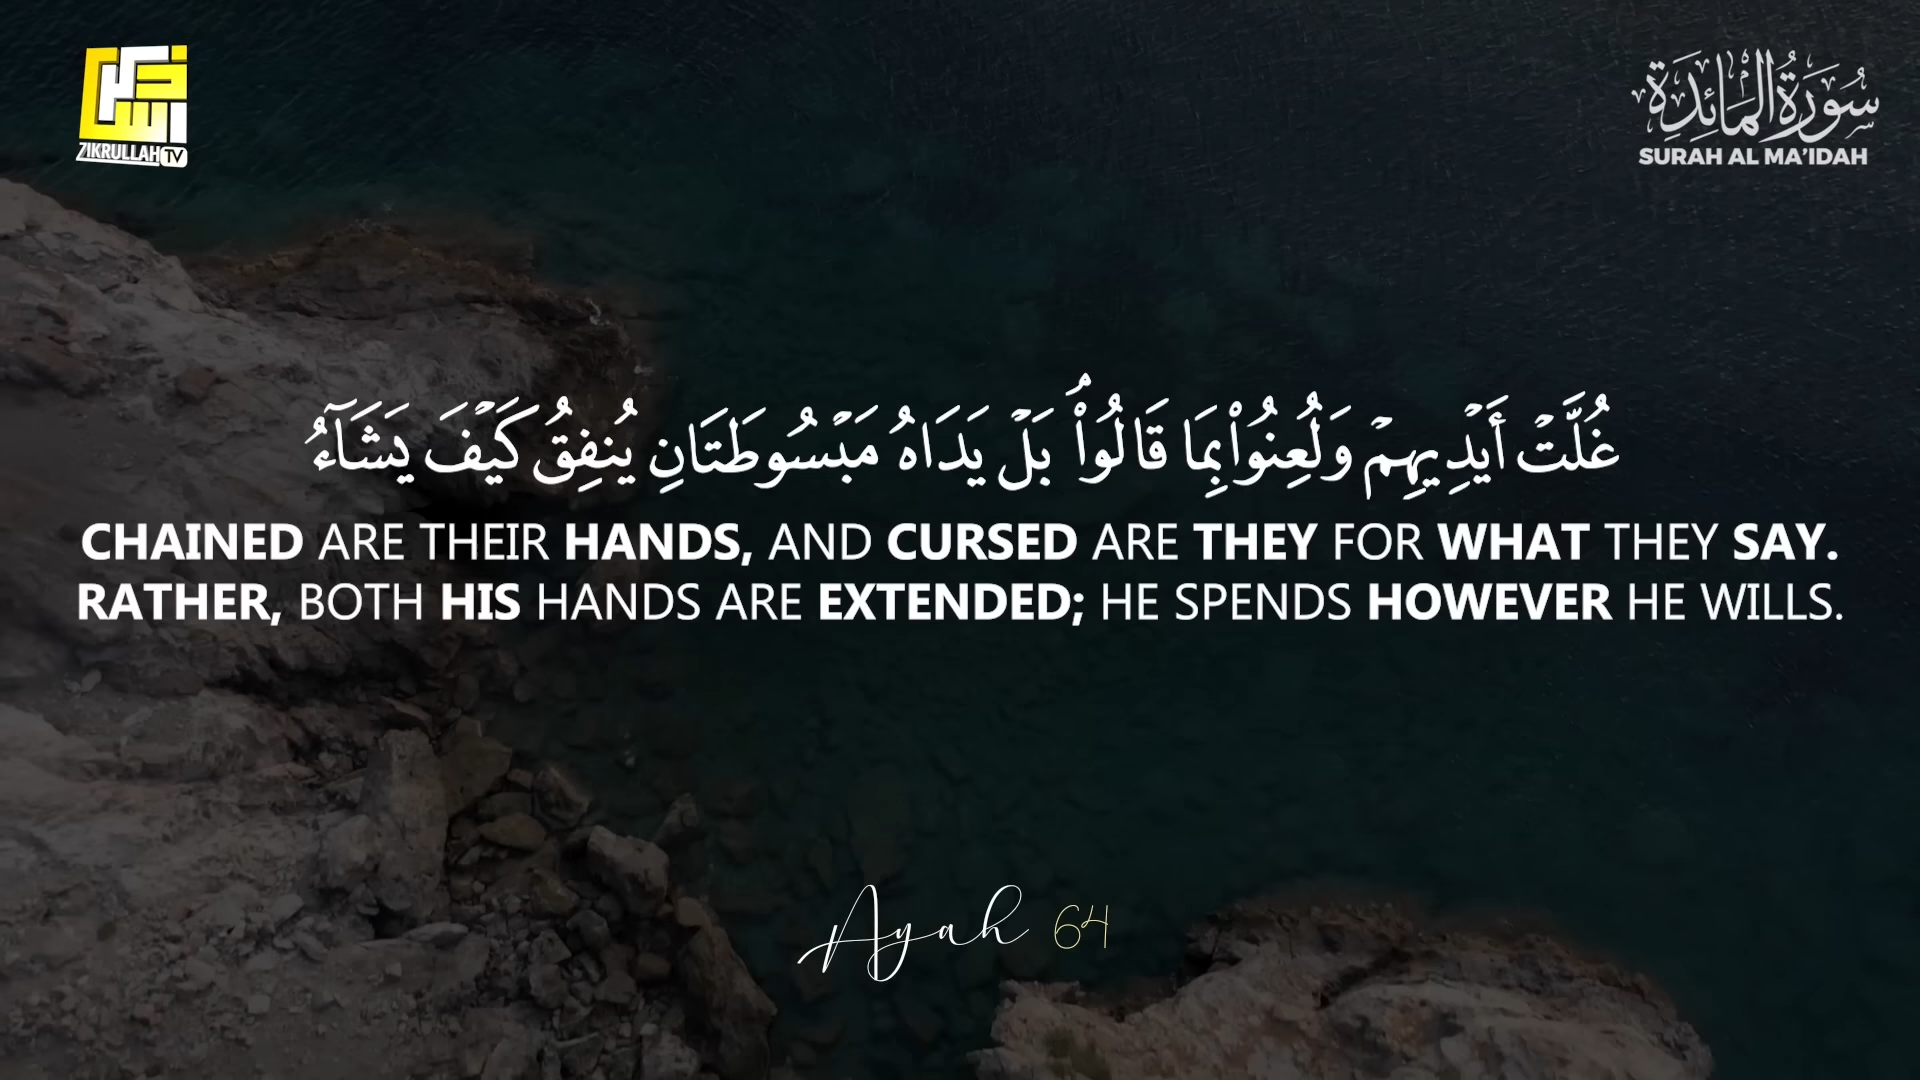 ذكر الله
ZIKRULLAH TV
سُورَةُ المَائِدَةِ
SURAH AL MA'IDAH
غُلَّتۡ أَيۡدِيهِمۡ وَلُعِنُواْ بِمَا قَالُواْۘ بَلۡ يَدَاهُ مَبۡسُوطَتَانِ يُنفِقُ كَيۡفَ يَشَآءُ
CHAINED ARE THEIR HANDS, AND CURSED ARE THEY FOR WHAT THEY SAY.
RATHER, BOTH HIS HANDS ARE EXTENDED; HE SPENDS HOWEVER HE WILLS.
Ayah 64